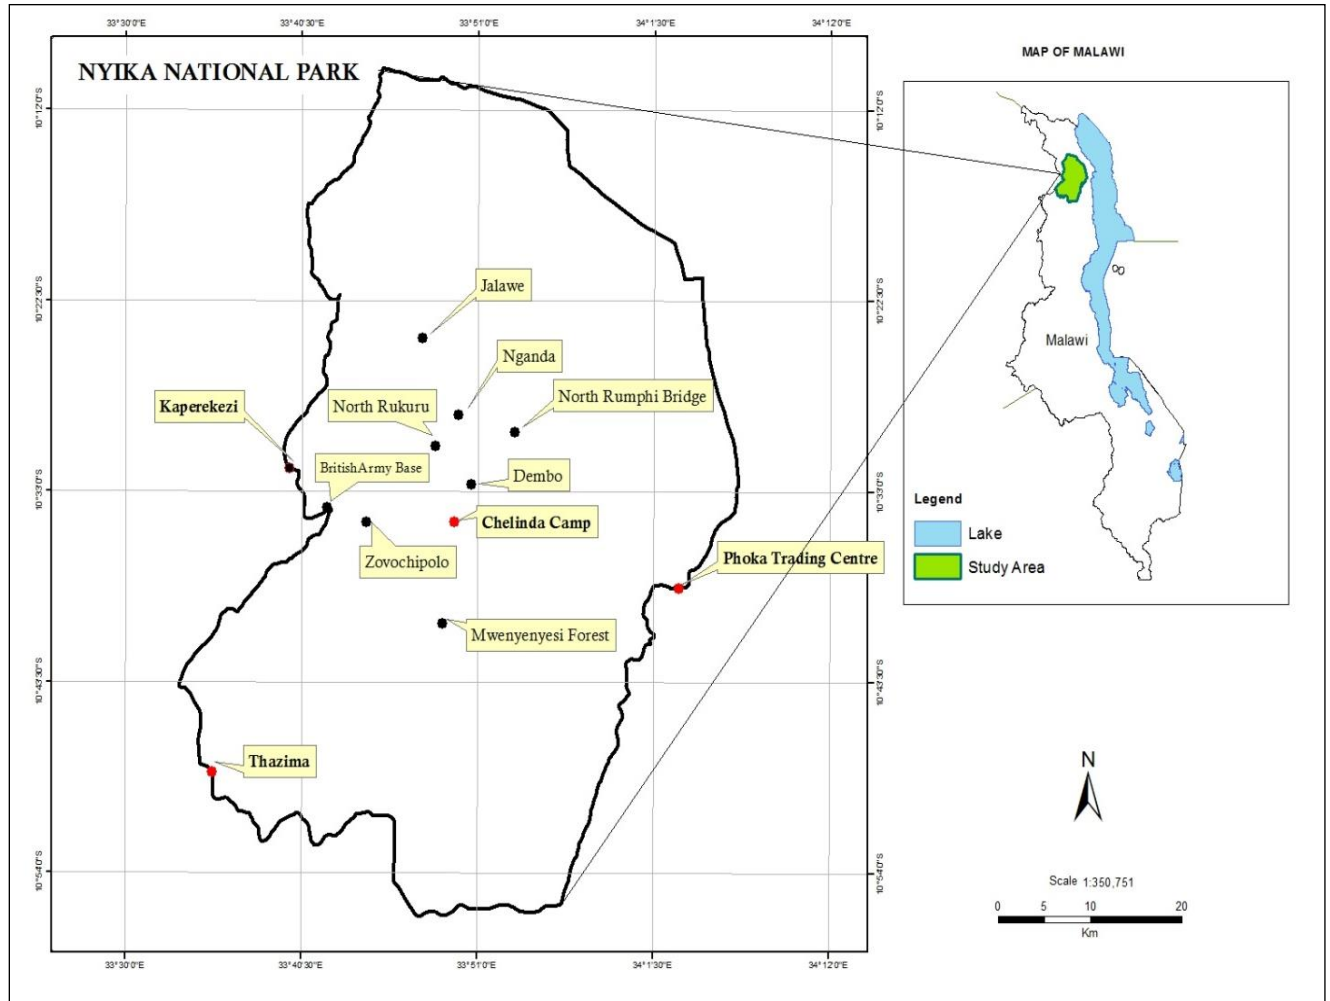 33°30'0"E 33°40'30"E 33°51'0"E 34°1'30"E 34°12'0"E
NYIKA NATIONAL PARK
MAP OF MALAWI
10°12'0"S 10°12'0"S
Jalawe
10°22'30"S 10°22'30"S
Nganda
North Rukuru
North Rumphi Bridge
Kaperekezi
BritishArmy Base
Dembo
10°33'0"S 10°33'0"S
Chelinda Camp
Zovochipolo
Phoka Trading Centre
Mwenyenyesi Forest
10°43'30"S 10°43'30"S
Thazima
10°54'0"S 10°54'0"S
33°30'0"E 33°40'30"E 33°51'0"E 34°1'30"E 34°12'0"E
Malawi
Legend
Lake
Study Area
N
Scale 1:350,751
0 5 10 20
Km